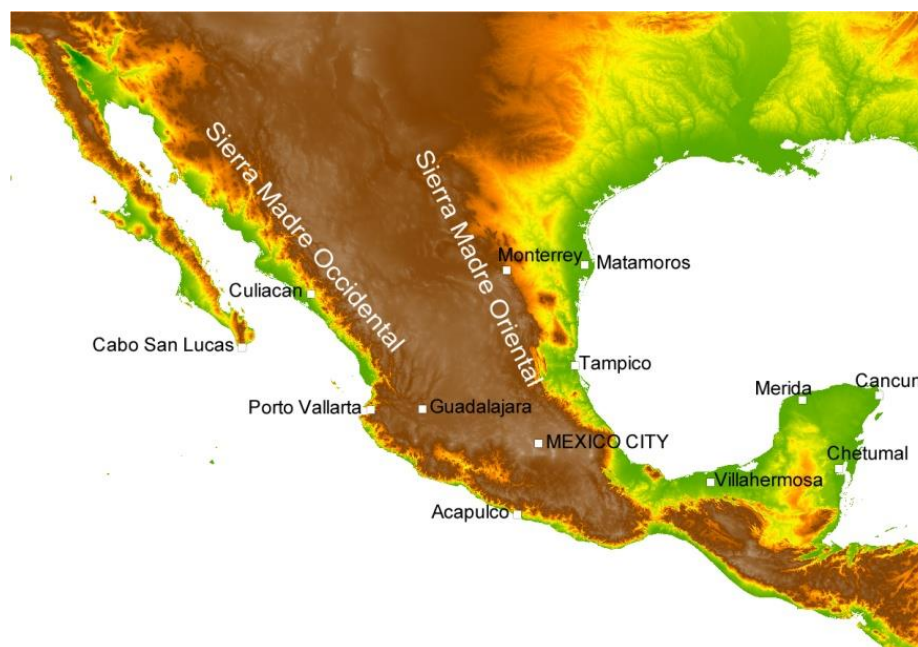 Sierra Madre Occidental
Sierra Madre Oriental
Monterrey
Matamoros
Culiacan
Cabo San Lucas
Tampico
Merida
Cancun
Porto Vallarta
Guadalajara
MEXICO CITY
Chetumal
Villahermosa
Acapulco